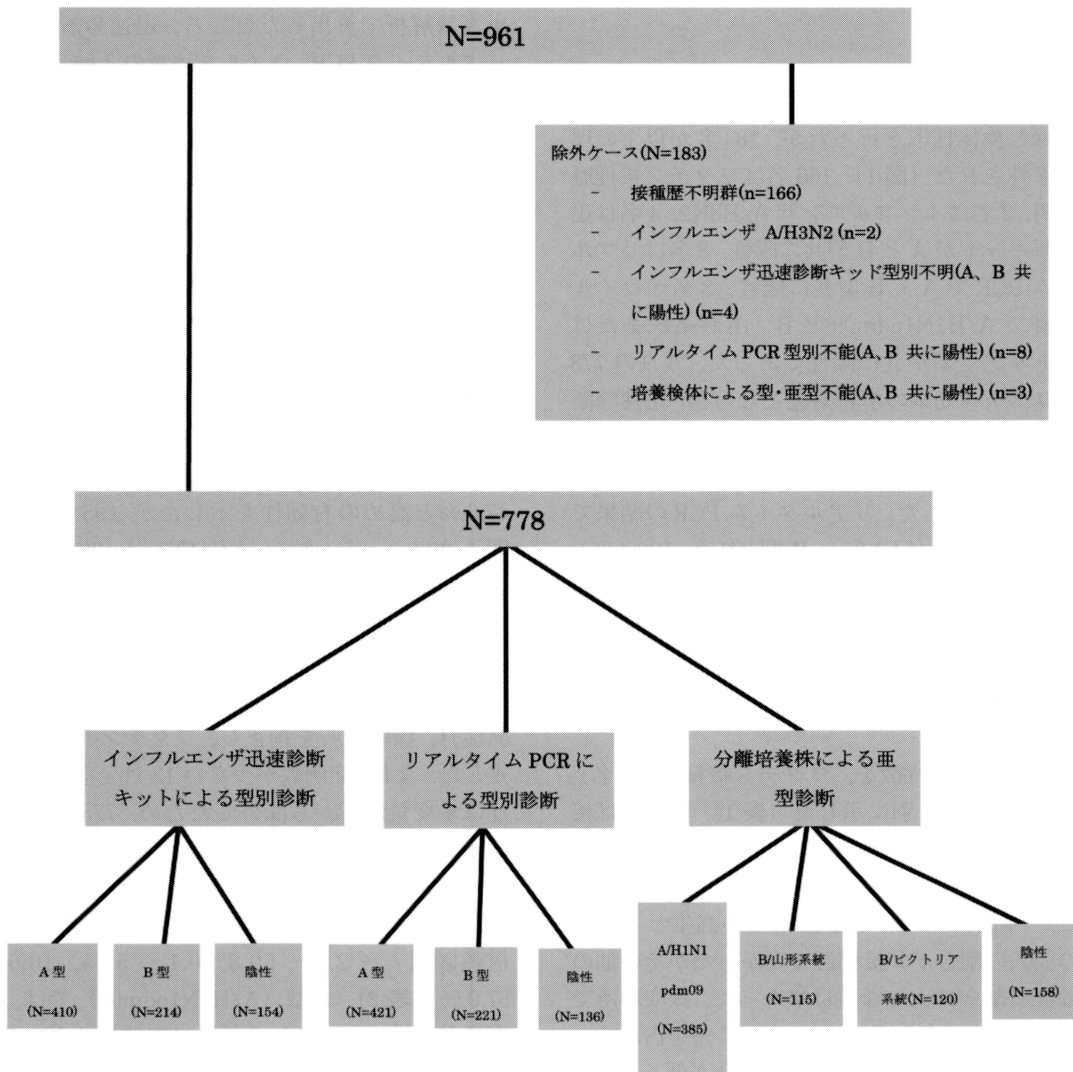 N=961
除外ケース(N=183)
- 接種歴不明群(n=166)
- インフルエンザ A/H3N2 (n=2)
- インフルエンザ迅速診断キッド型別不明(A、B 共
に陽性) (n=4)
- リアルタイム PCR 型別不能(A、B 共に陽性) (n=8)
- 培養検体による型・亜型不能(A、B 共に陽性) (n=3)
N=778
インフルエンザ迅速診断
キットによる型別診断
リアルタイム PCR に
よる型別診断
分離培養株による亜
型診断
A 型
(N=410)
B 型
(N=214)
陰性
(N=154)
A 型
(N=421)
B 型
(N=221)
陰性
(N=136)
A/H1N1
pdm09
(N=385)
B/山形系統
(N=115)
B/ビクトリア
系統(N=120)
陰性
(N=158)